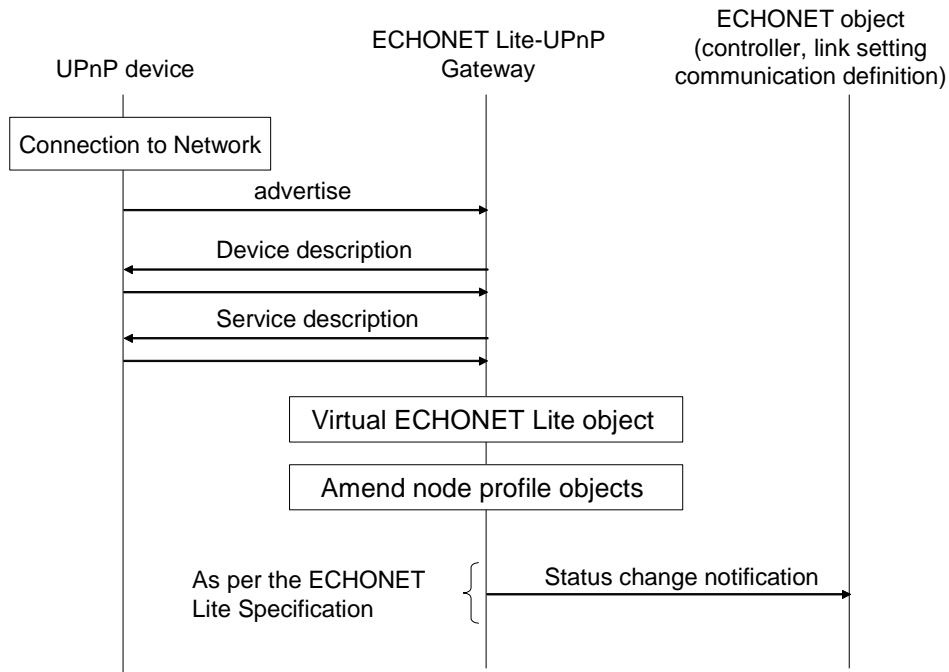 UPnP device
ECHONET Lite-UPnP
Gateway
ECHONET object
(controller, link setting
communication definition)
Connection to Network
advertise
Device description
Service description
Virtual ECHONET Lite object
Amend node profile objects
As per the ECHONET
Lite Specification
Status change notification